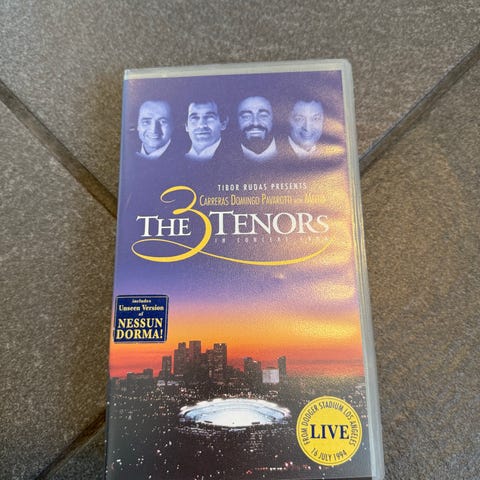 TIBOR RUDAS PRESENTS
CARRERAS DOMINGO PAVAROTTI WITH MEHTA
THE 3 TENORS
IN CONCERT 1994
includes
Unseen Version
of
NESSUN
DORMA!
FROM DODGER STADIUM LOS ANGELES
LIVE
16 JULY 1994